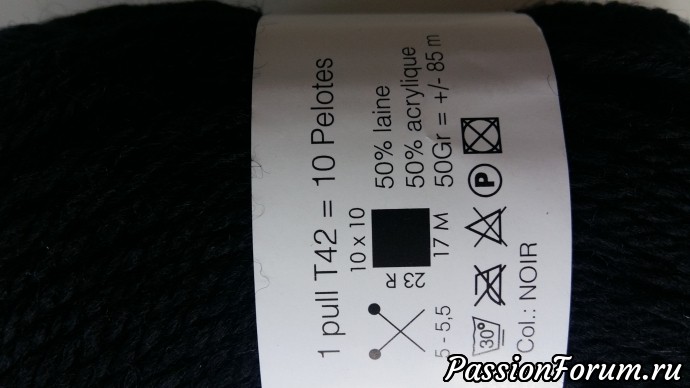 1 pull T42 = 10 Pelotes
10 x 10
23 R
17 M
5 - 5,5
50% laine
50% acrylique
50Gr = +/- 85 m
30°
P
Col.: NOIR
PassionForum.ru